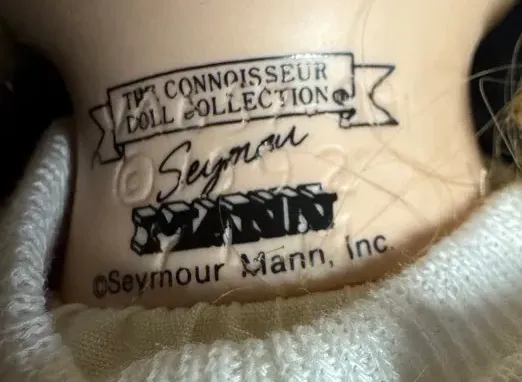 THE CONNOISSEUR
DOLL COLLECTION
Seymour
MANN
©Seymour Mann, Inc.